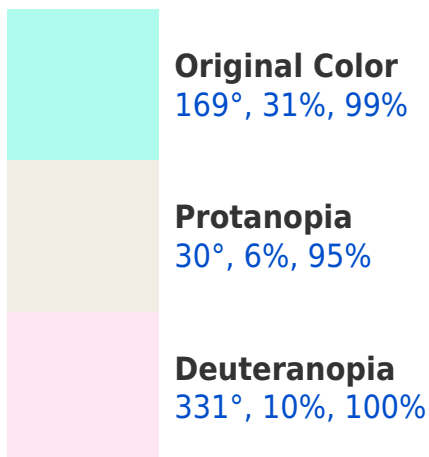 Original Color
169°, 31%, 99%
Protanopia
30°, 6%, 95%
Deuteranopia
331°, 10%, 100%